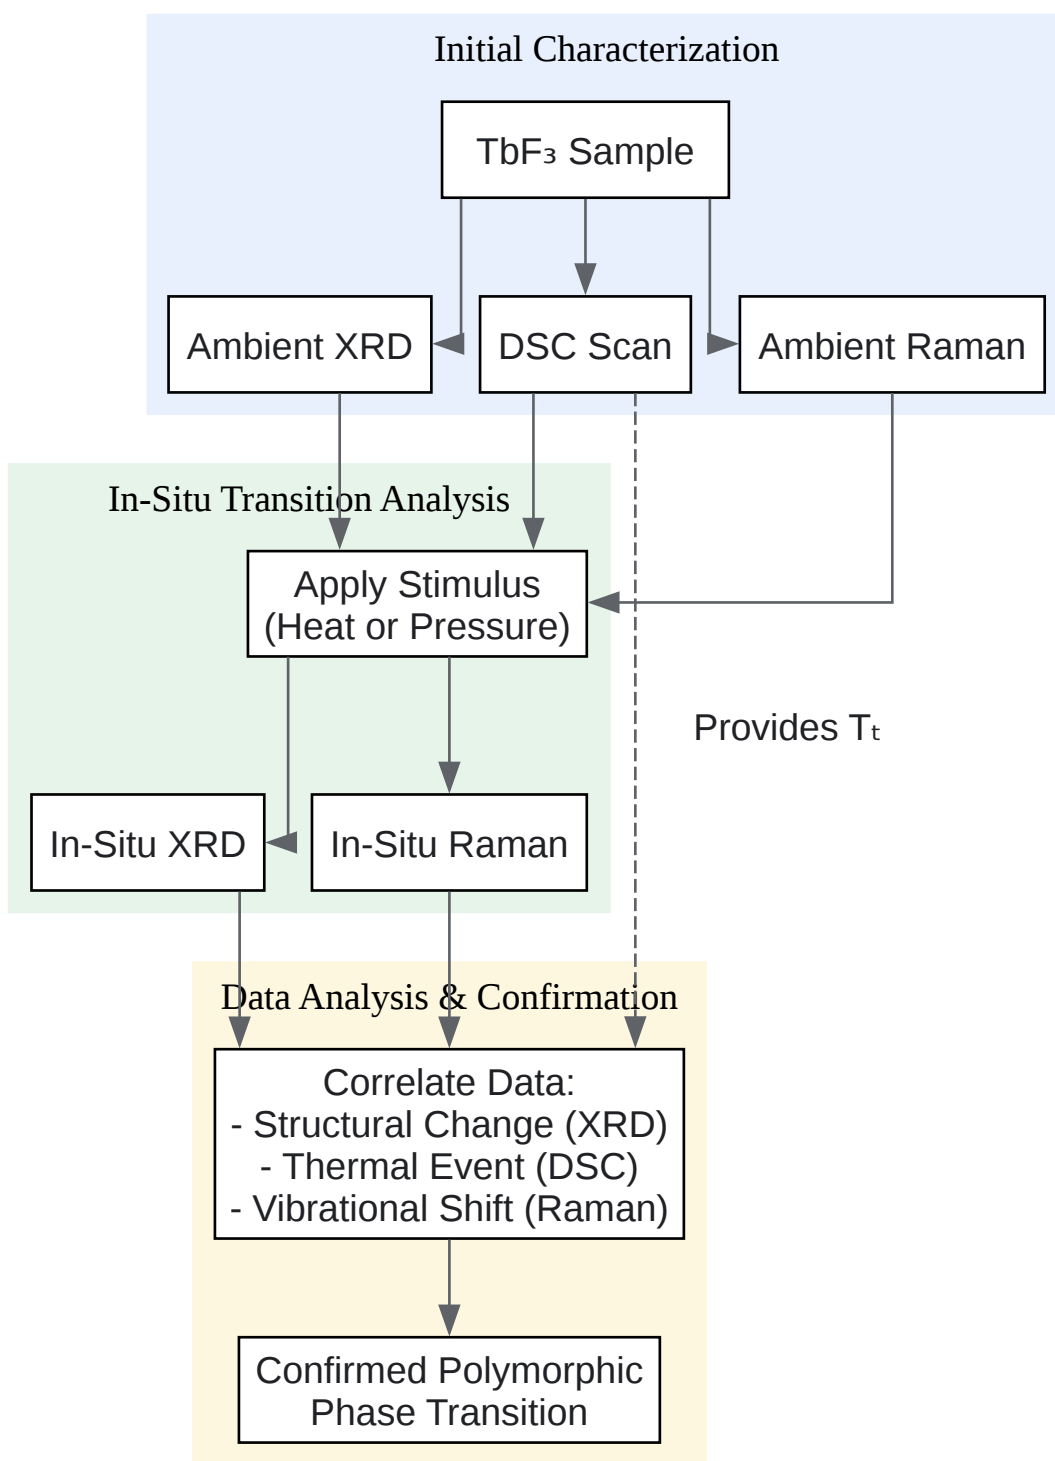 Initial Characterization
TbF₃ Sample
Ambient XRD
DSC Scan
Ambient Raman
In-Situ Transition Analysis
Apply Stimulus
(Heat or Pressure)
Provides Tₜ
In-Situ XRD
In-Situ Raman
Data Analysis & Confirmation
Correlate Data:
- Structural Change (XRD)
- Thermal Event (DSC)
- Vibrational Shift (Raman)
Confirmed Polymorphic
Phase Transition